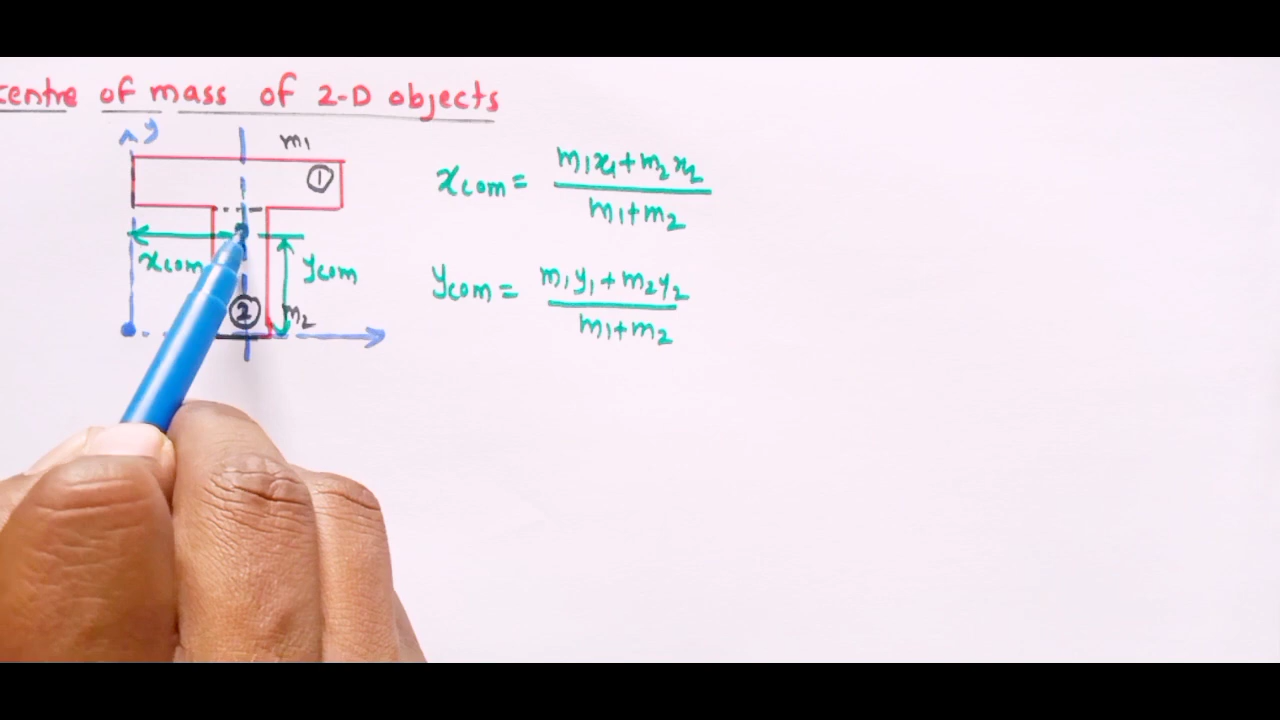 centre of mass of 2-D objects
y
m1
①
xcom = m1x1+m2x2 / m1+m2
xcom
ycom
②
m2
ycom = m1y1+m2y2 / m1+m2